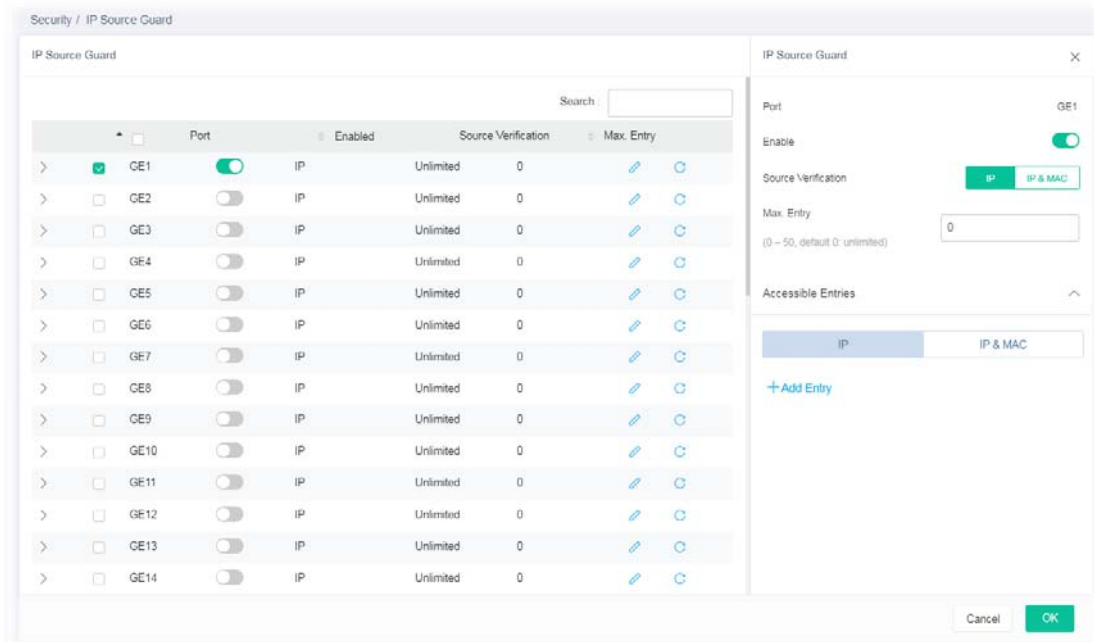 Security / IP Source Guard
IP Source Guard
Search :
Port Enabled Source Verification Max. Entry
GE1 IP Unlimited 0
GE2 IP Unlimited 0
GE3 IP Unlimited 0
GE4 IP Unlimited 0
GE5 IP Unlimited 0
GE6 IP Unlimited 0
GE7 IP Unlimited 0
GE8 IP Unlimited 0
GE9 IP Unlimited 0
GE10 IP Unlimited 0
GE11 IP Unlimited 0
GE12 IP Unlimited 0
GE13 IP Unlimited 0
GE14 IP Unlimited 0
IP Source Guard
Port GE1
Enable
Source Verification IP IP & MAC
Max. Entry 0
(0 – 50, default 0: unlimited)
Accessible Entries
IP IP & MAC
+Add Entry
Cancel OK